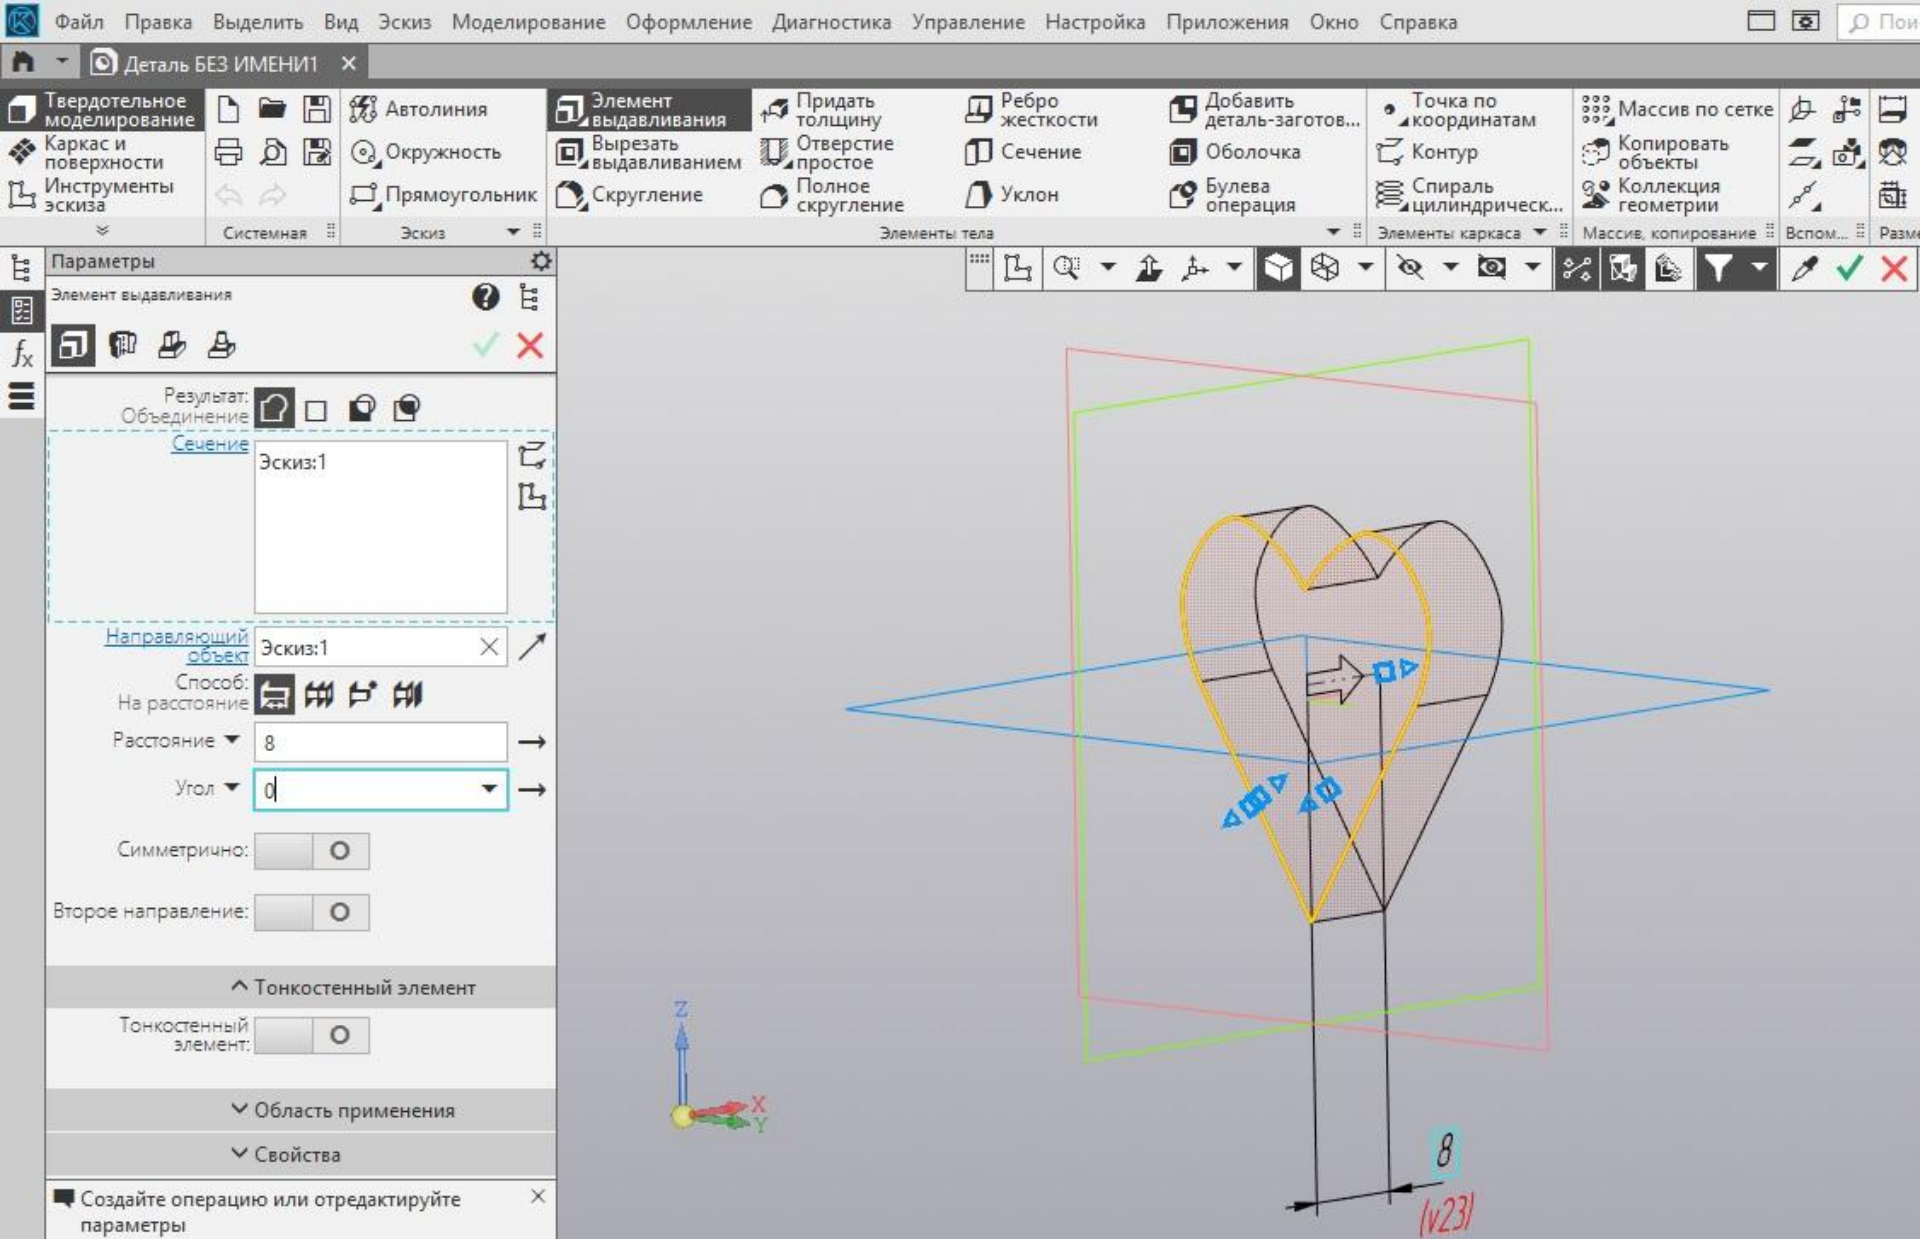 Файл Правка Выделить Вид Эскиз Моделирование Оформление Диагностика Управление Настройка Приложения Окно Справка
Деталь БЕЗ ИМЕНИ1
Твердотельное
моделирование
Каркас и
поверхности
Инструменты
эскиза
Системная
Автолиния
Окружность
Прямоугольник
Эскиз
Элемент
выдавливания
Вырезать
выдавливанием
Скругление
Придать
толщину
Отверстие
простое
Полное
скругление
Ребро
жесткости
Сечение
Уклон
Добавить
деталь-заготов...
Оболочка
Булева
операция
Элементы тела
Точка по
координатам
Контур
Спираль
цилиндрическ...
Элементы каркаса
Массив по сетке
Копировать
объекты
Коллекция
геометрии
Массив, копирование
Вспом...
Параметры
Элемент выдавливания
fx
Результат:
Объединение
Сечение
Эскиз:1
Направляющий
объект
Эскиз:1
Способ:
На расстояние
Расстояние 8
Угол 0
Симметрично:
Второе направление:
Тонкостенный элемент
Тонкостенный
элемент:
Область применения
Свойства
Создайте операцию или отредактируйте
параметры
Z
X
Y
8
(v23)